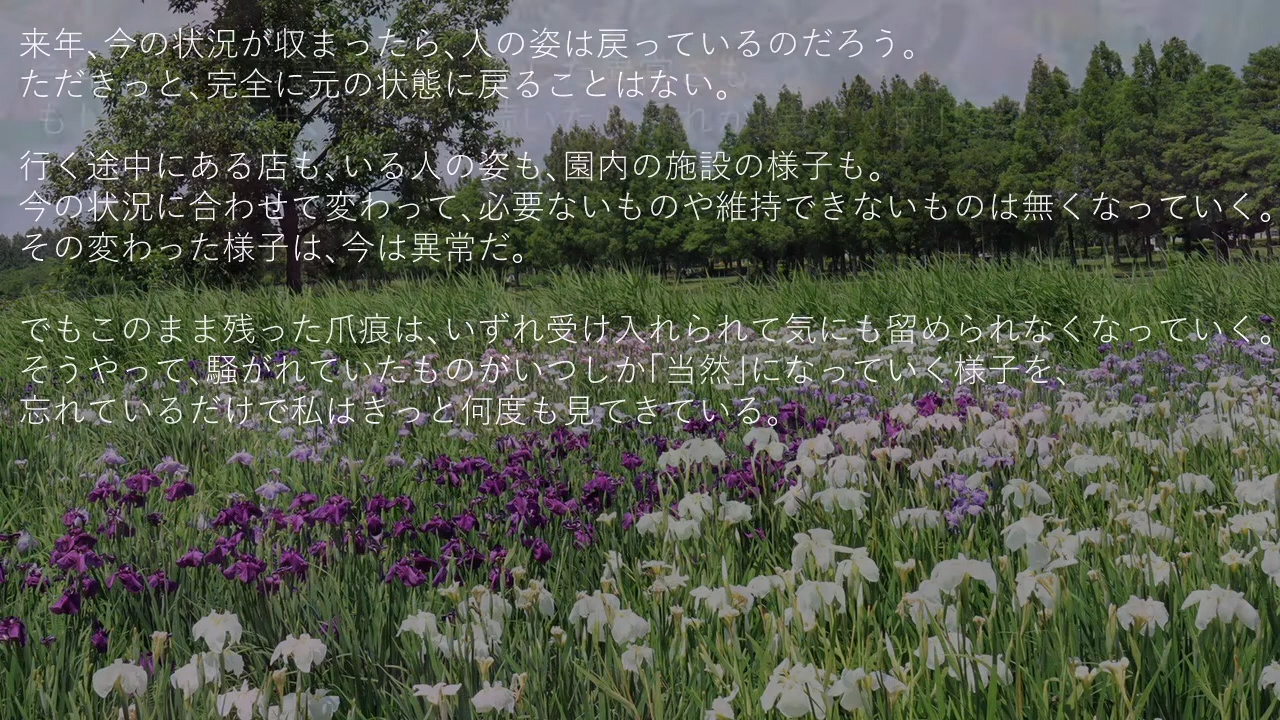 来年、今の状況が収まったら、人の姿は戻っているのだろう。
ただきっと、完全に元の状態に戻ることはない。
行く途中にある店も、いる人の姿も、園内の施設の様子も。
今の状況に合わせて変わって、必要ないものや維持できないものは無くなっていく。
その変わった様子は、今は異常だ。
でもこのまま残った爪痕は、いずれ受け入れられて気にも留められなくなっていく。
そうやって、騒がれていたものがいつしか「当然」になっていく様子を、
忘れているだけで私はきっと何度も見てきている。